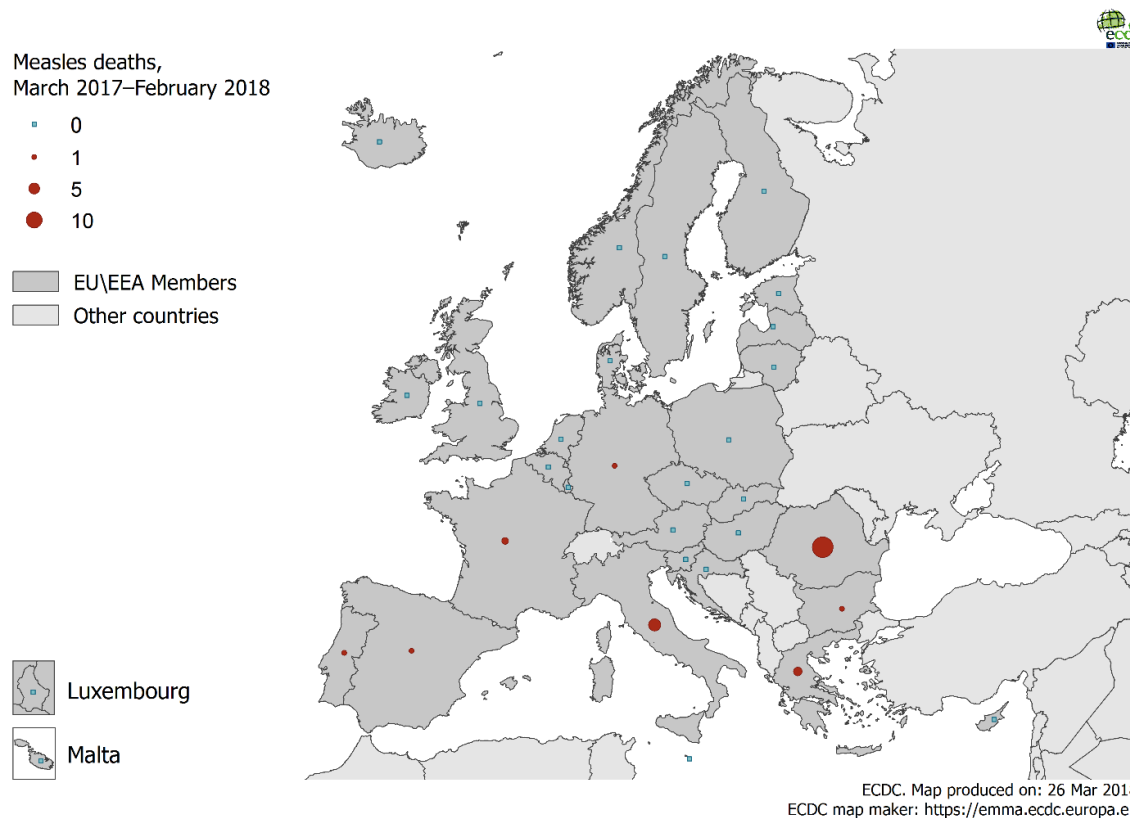 Measles deaths,
March 2017–February 2018
0
1
5
10
EU\EEA Members
Other countries
Luxembourg
Malta
ECDC. Map produced on: 26 Mar
ECDC map maker: https://emma.ecdc.europa.e